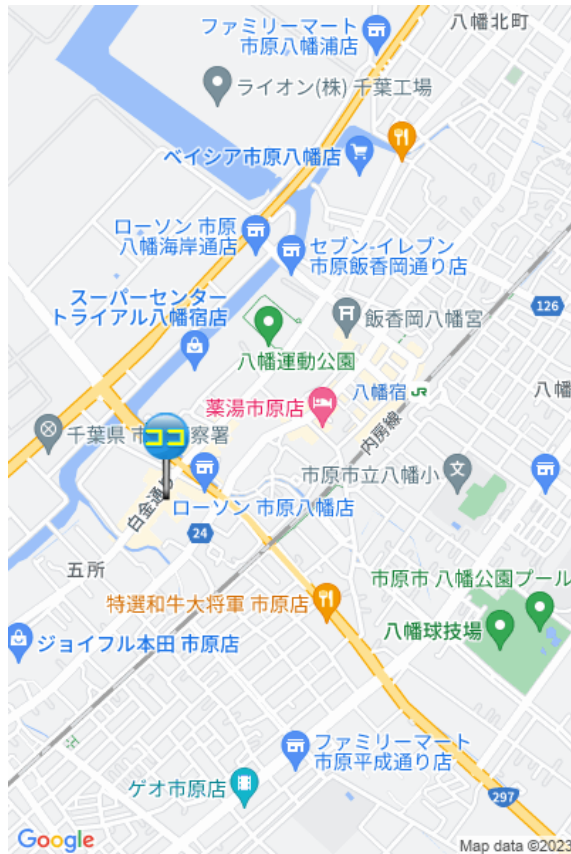 ファミリーマート
市原八幡浦店
八幡北町
ライオン(株) 千葉工場
ベイシア市原八幡店
ローソン 市原
八幡海岸通店
セブン-イレブン
市原飯香岡通り店
スーパーセンター
トライアル八幡宿店
126
飯香岡八幡宮
八幡運動公園
八幡宿 JR
八幡
薬湯市原店
千葉県 市
察署
ココ
内房線
市原市立八幡小
文
白金通り
ローソン 市原八幡店
24
五所
市原市 八幡公園プール
特選和牛大将軍 市原店
八幡球技場
ジョイフル本田 市原店
ファミリーマート
市原平成通り店
ゲオ市原店
297
Google
Map data ©2023